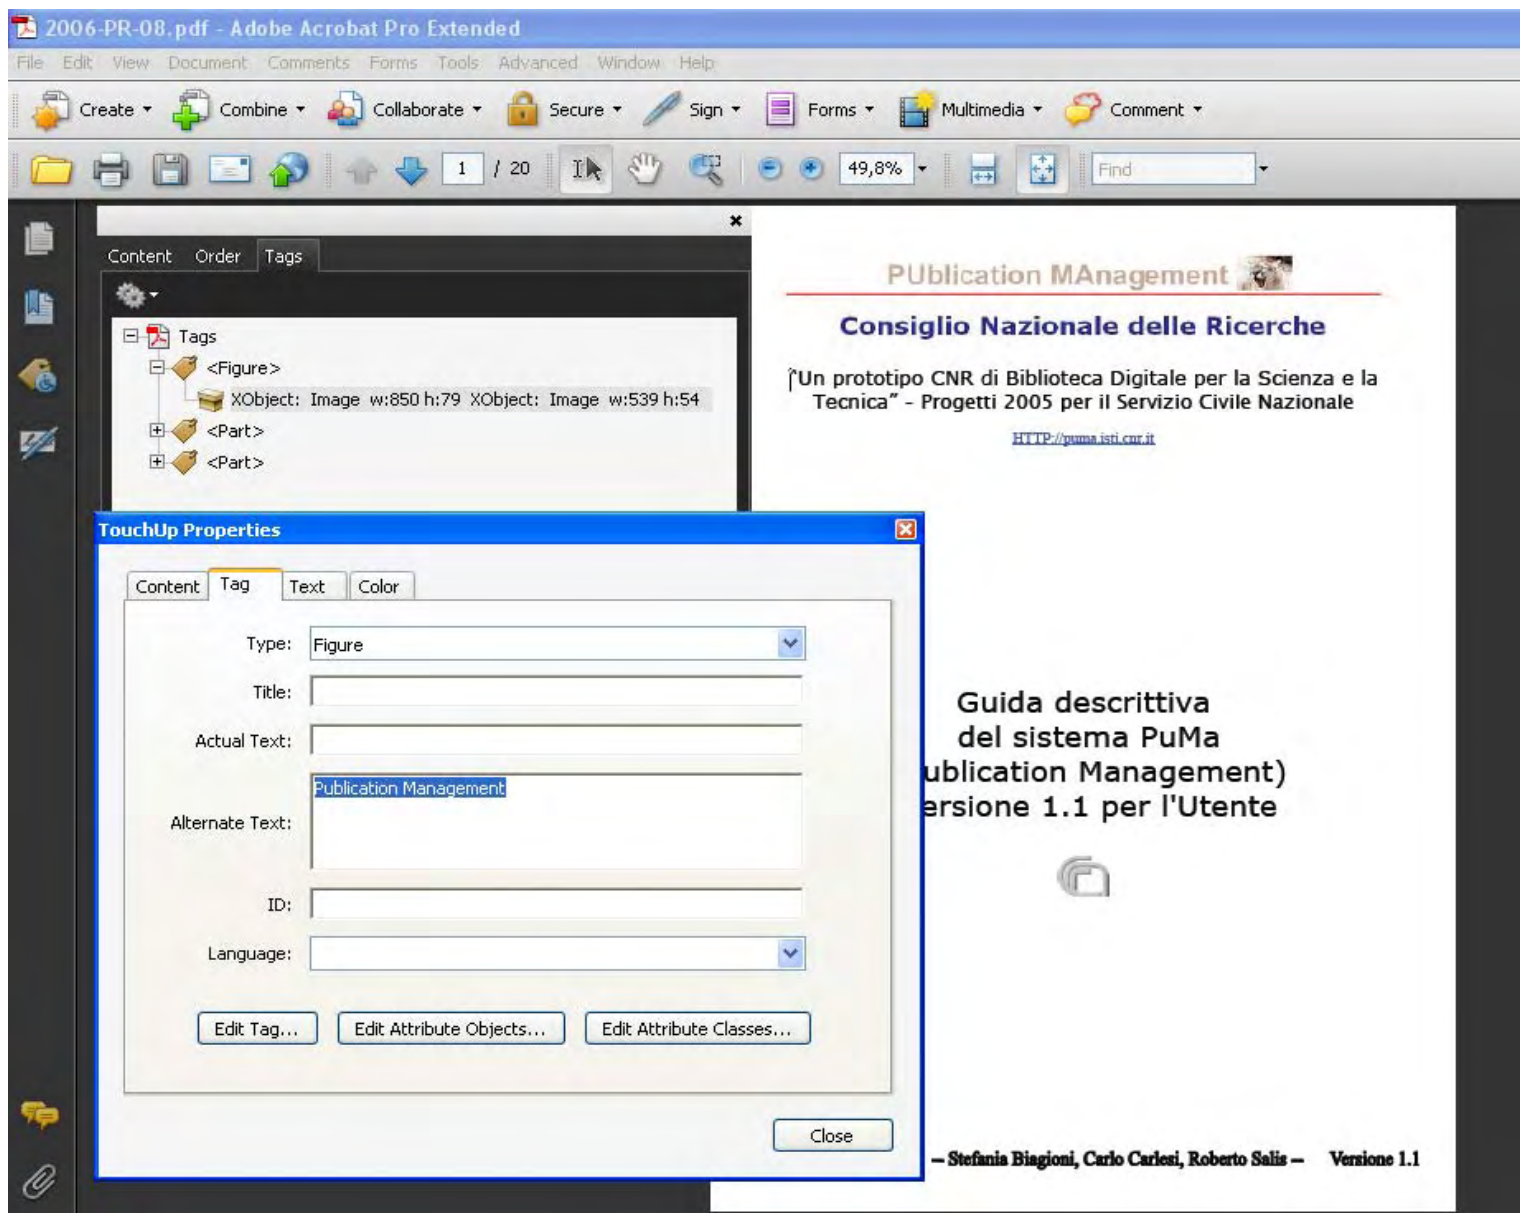 2006-PR-08.pdf - Adobe Acrobat Pro Extended
File Edit View Document Comments Forms Tools Advanced Window Help
Create Combine Collaborate Secure Sign Forms Multimedia Comment
1 / 20 49,8% Find
Content Order Tags
Tags
<Figure>
XObject: Image w:850 h:79 XObject: Image w:539 h:54
<Part>
<Part>
PUblication MAnagement
Consiglio Nazionale delle Ricerche
"Un prototipo CNR di Biblioteca Digitale per la Scienza e la
Tecnica" - Progetti 2005 per il Servizio Civile Nazionale
HTTP://puma.isti.cnr.it
TouchUp Properties
Content Tag Text Color
Type: Figure
Title:
Actual Text:
Alternate Text: Publication Management
ID:
Language:
Edit Tag... Edit Attribute Objects... Edit Attribute Classes...
Close
Guida descrittiva
del sistema PuMa
ublication Management)
ersione 1.1 per l'Utente
– Stefania Biagioni, Carlo Carlesi, Roberto Salis – Versione 1.1